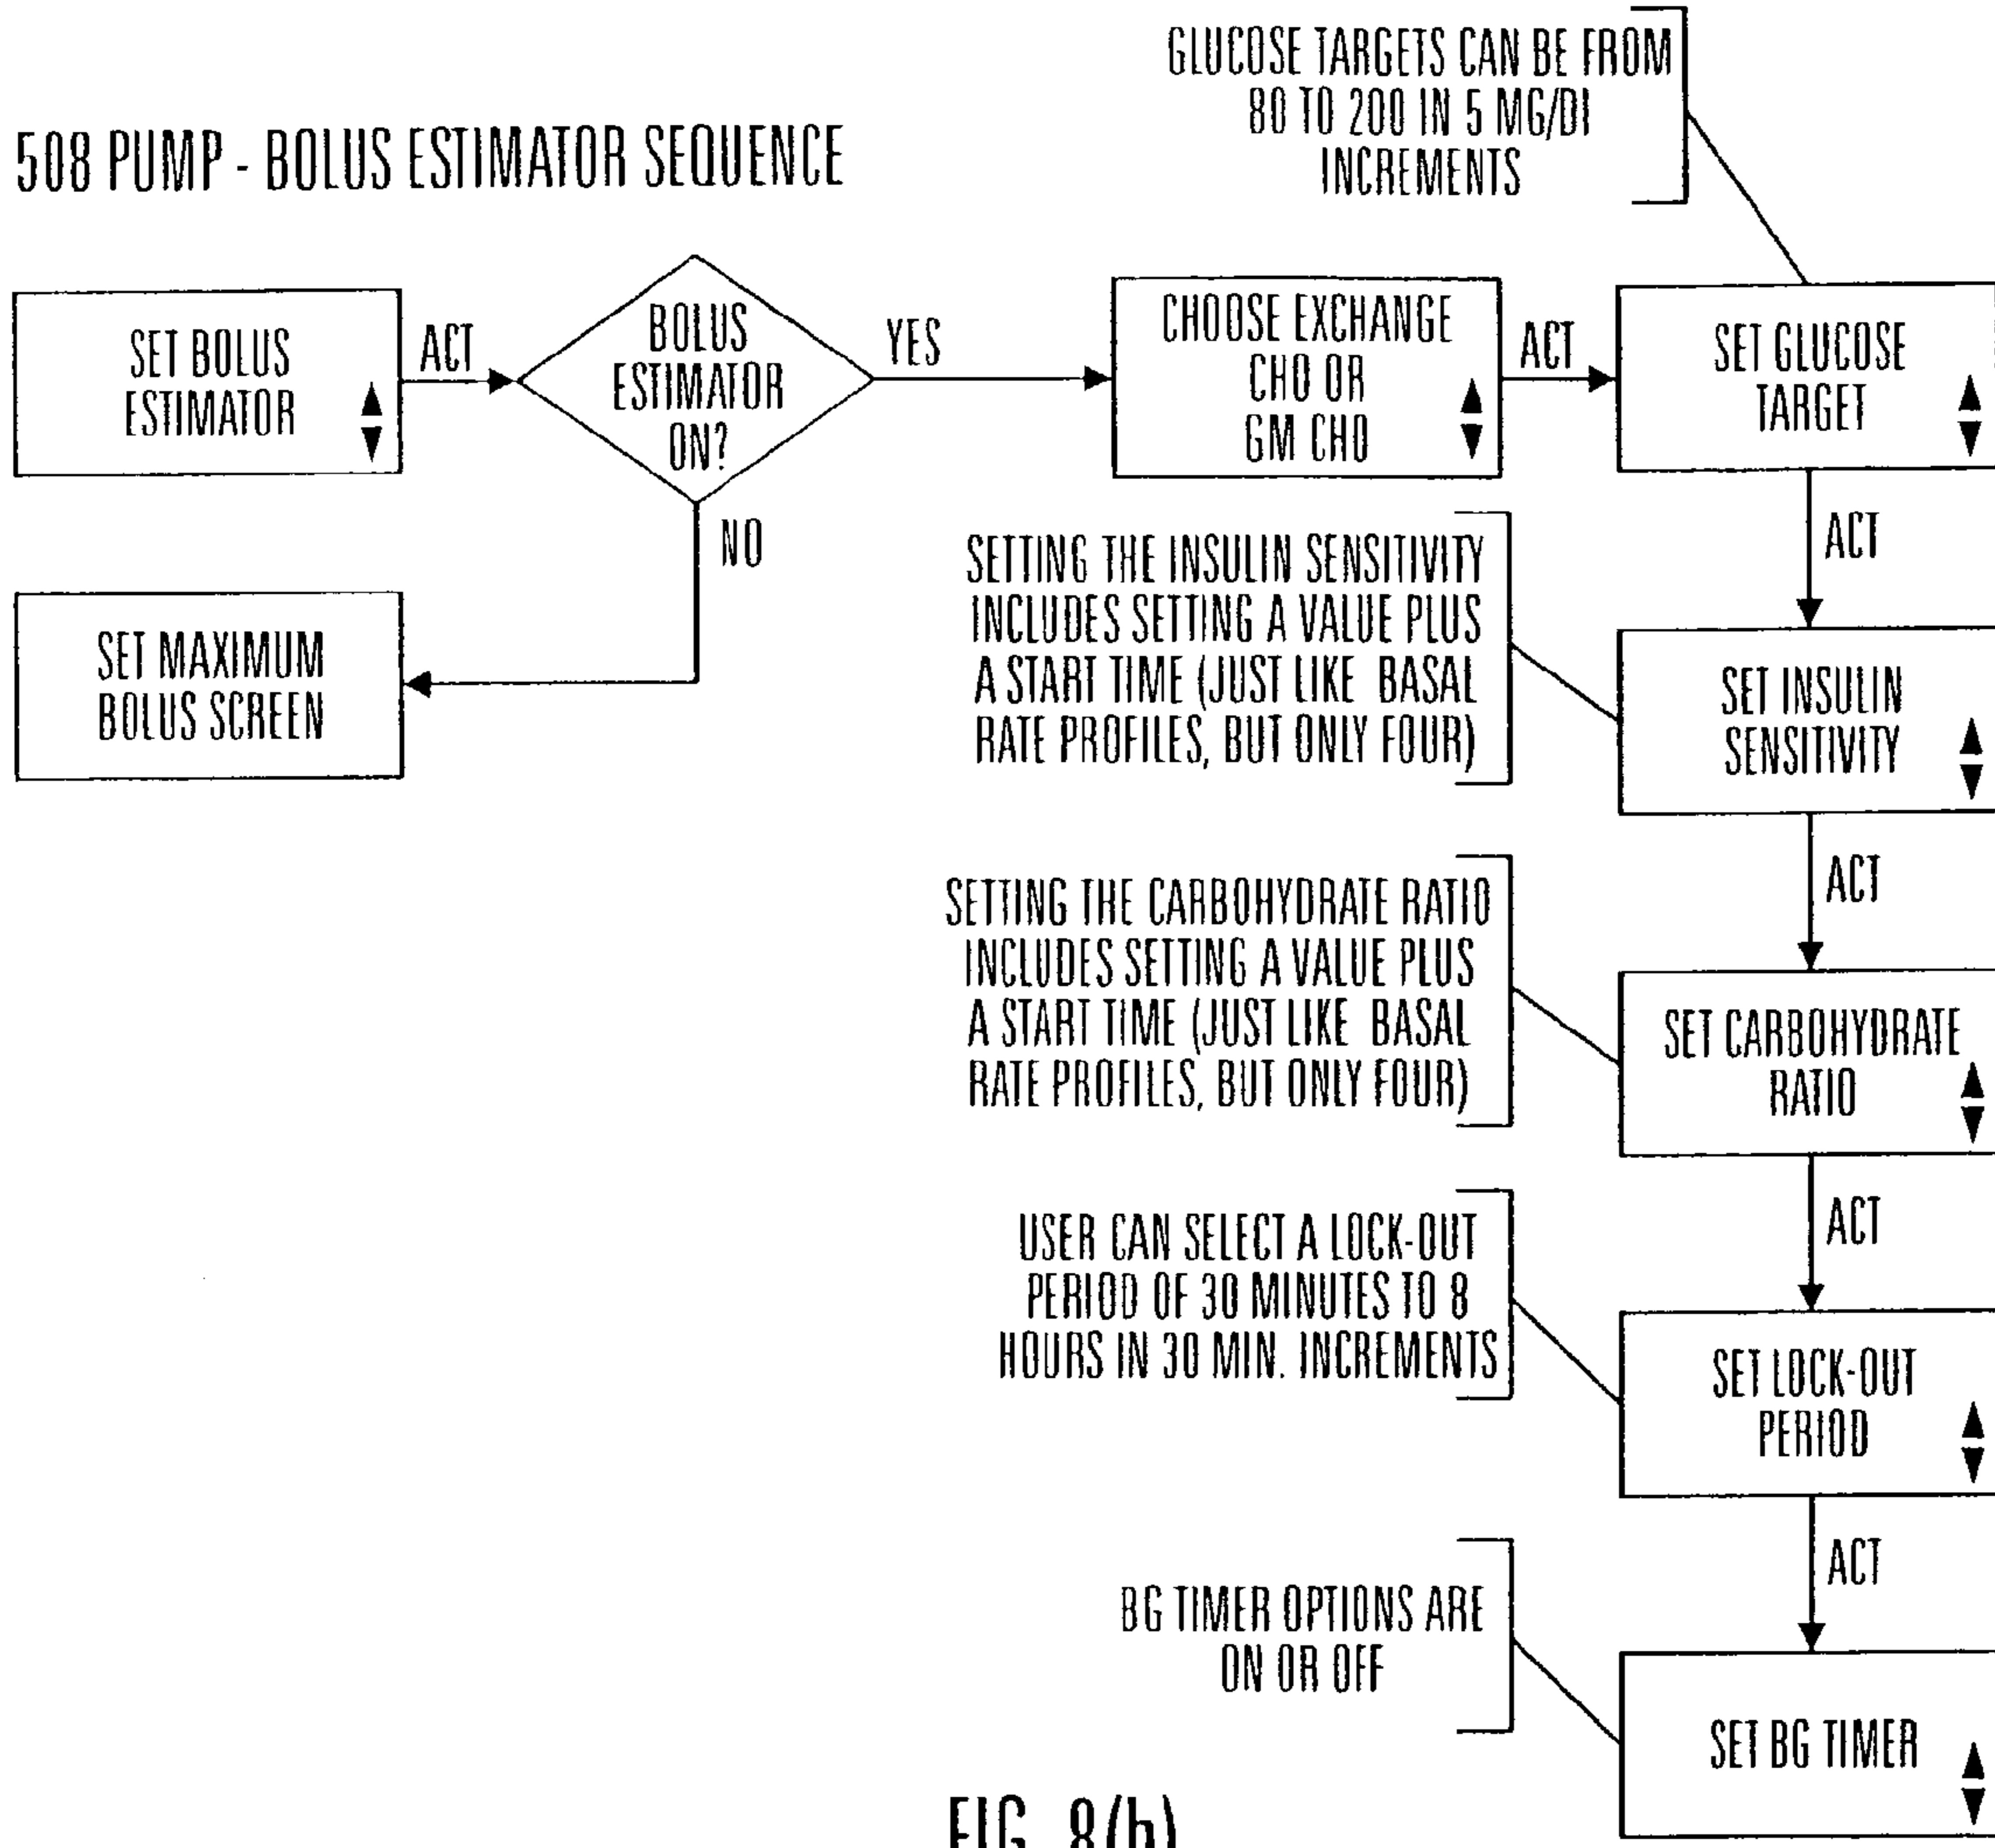 GLUCOSE TARGETS CAN BE FROM
80 TO 200 IN 5 MG/DI
INCREMENTS
508 PUMP - BOLUS ESTIMATOR SEQUENCE
SET BOLUS
ESTIMATOR
ACT
BOLUS
ESTIMATOR
ON?
YES
CHOOSE EXCHANGE
CHO OR
GM CHO
ACT
SET GLUCOSE
TARGET
NO
ACT
SET MAXIMUM
BOLUS SCREEN
SETTING THE INSULIN SENSITIVITY
INCLUDES SETTING A VALUE PLUS
A START TIME (JUST LIKE BASAL
RATE PROFILES, BUT ONLY FOUR)
SET INSULIN
SENSITIVITY
ACT
SETTING THE CARBOHYDRATE RATIO
INCLUDES SETTING A VALUE PLUS
A START TIME (JUST LIKE BASAL
RATE PROFILES, BUT ONLY FOUR)
SET CARBOHYDRATE
RATIO
ACT
USER CAN SELECT A LOCK-OUT
PERIOD OF 30 MINUTES TO 8
HOURS IN 30 MIN. INCREMENTS
SET LOCK-OUT
PERIOD
ACT
BG TIMER OPTIONS ARE
ON OR OFF
SET BG TIMER
FIG. 8(b)